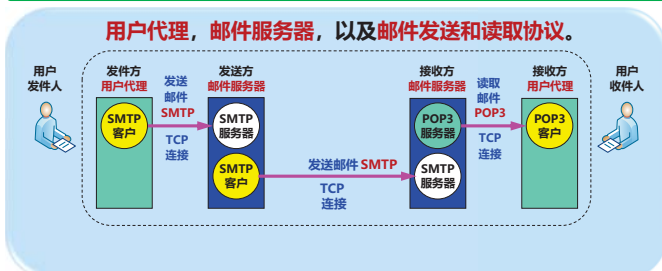 用户代理，邮件服务器，以及邮件发送和读取协议。
用户
发件人
发件方
用户代理
发送
邮件
SMTP
TCP
连接
发送方
邮件服务器
接收方
邮件服务器
读取
邮件
POP3
TCP
连接
接收方
用户代理
用户
收件人
SMTP
客户
SMTP
服务器
SMTP
客户
发送邮件 SMTP
TCP
连接
POP3
服务器
SMTP
服务器
POP3
客户